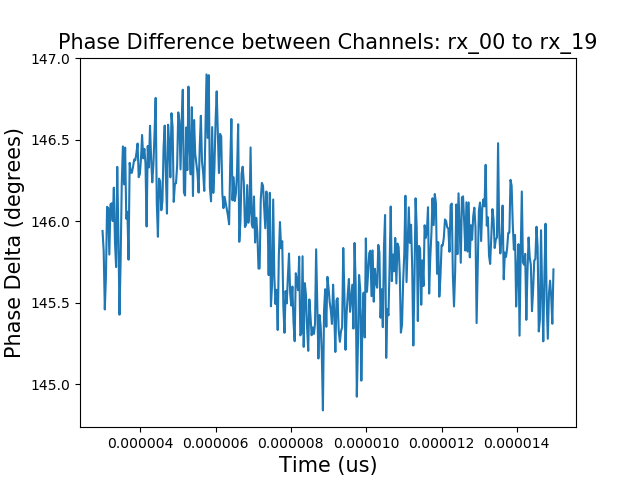 Phase Difference between Channels: rx_00 to rx_19
147.0
146.5
146.0
145.5
145.0
Phase Delta (degrees)
0.000004 0.000006 0.000008 0.000010 0.000012 0.000014
Time (us)